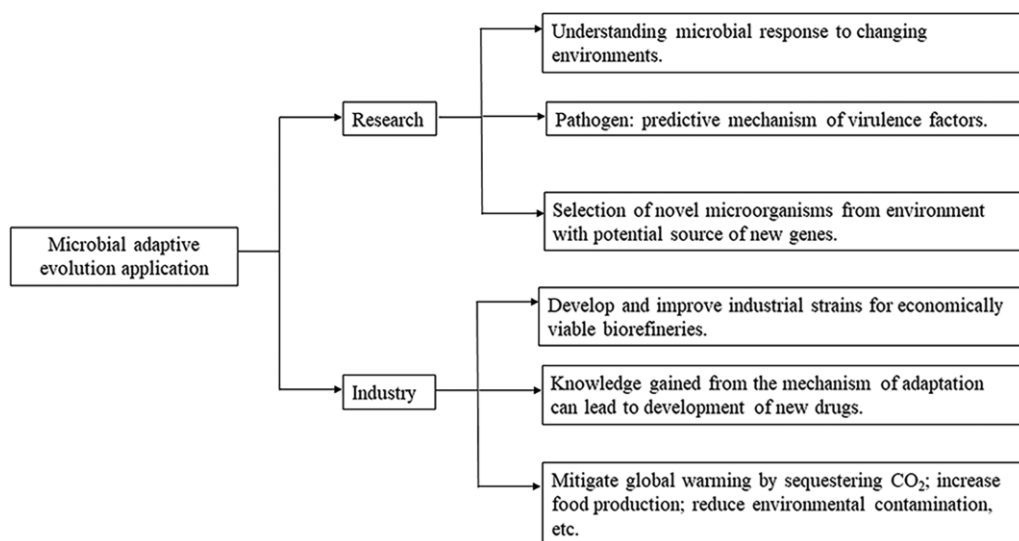 Understanding microbial response to changing
environments.
Research
Pathogen: predictive mechanism of virulence factors.
Selection of novel microorganisms from environment
with potential source of new genes.
Microbial adaptive
evolution application
Develop and improve industrial strains for economically
viable biorefineries.
Industry
Knowledge gained from the mechanism of adaptation
can lead to development of new drugs.
Mitigate global warming by sequestering CO₂; increase
food production; reduce environmental contamination,
etc.